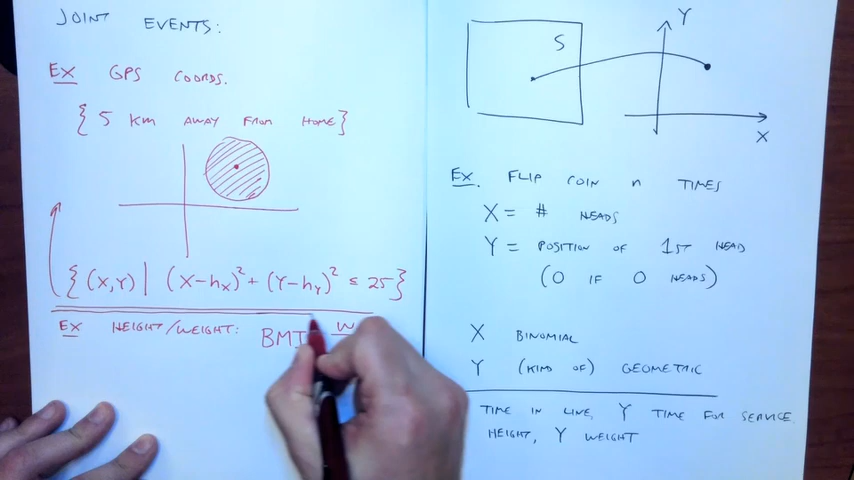 JOINT EVENTS:
EX GPS COORDS.
{5 KM AWAY FROM HOME}
{(X,Y) | (X-hx)² + (Y-hy)² ≤ 25}
EX HEIGHT/WEIGHT: BMI W
S
Y
X
EX. FLIP COIN n TIMES
X = # HEADS
Y = POSITION OF 1ST HEAD
(0 IF 0 HEADS)
X BINOMIAL
Y (KIND OF) GEOMETRIC
TIME IN LINE, Y TIME FOR SERVICE
HEIGHT, Y WEIGHT